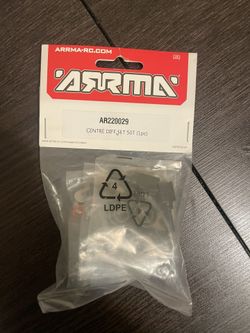 ARRMA-RC.COM
ARRMA
AR220029
CENTRE DIFF SET 50T (1pc)
4
LDPE